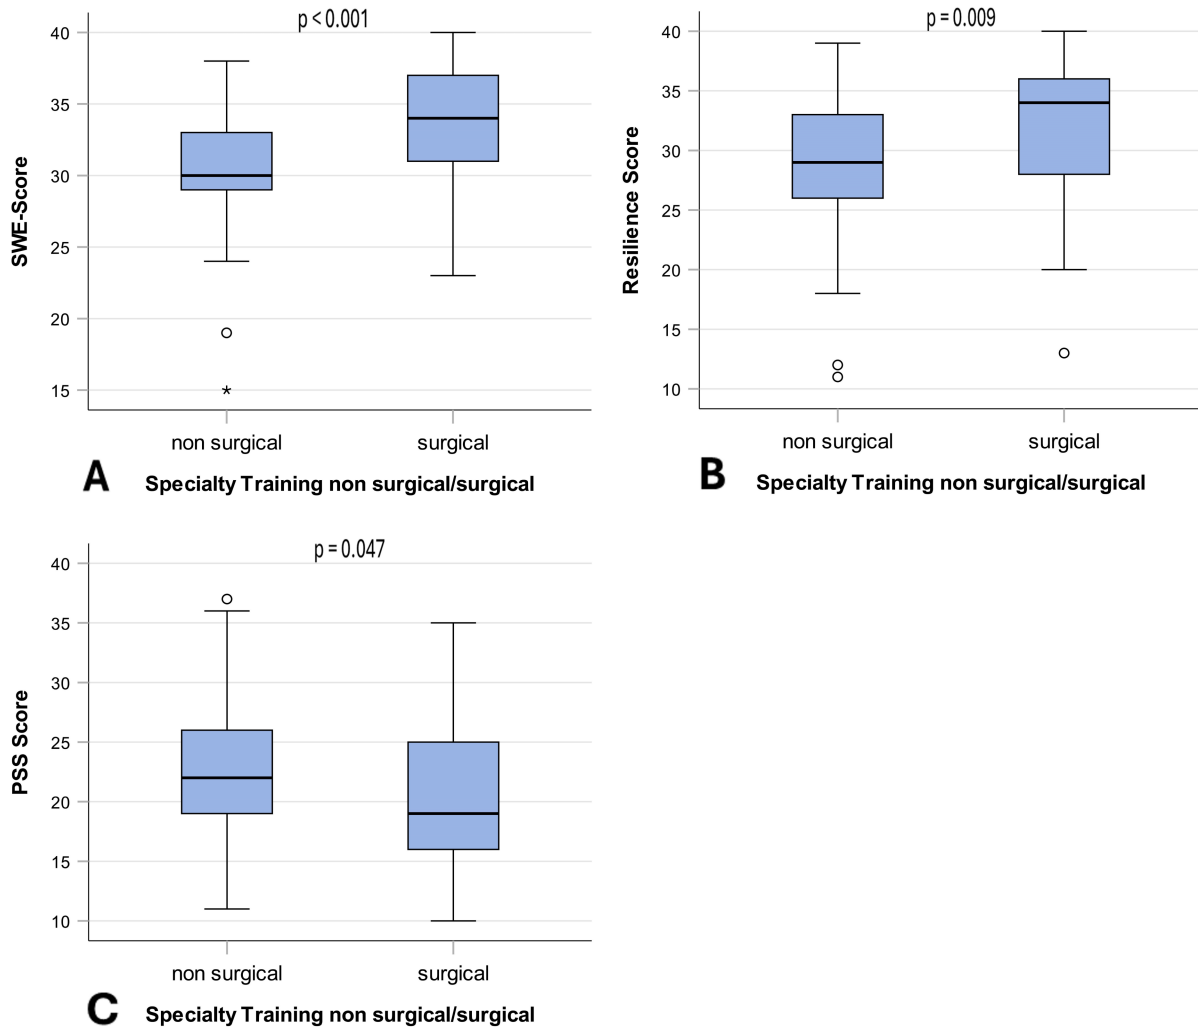 p < 0.001
40
35
30
25
20
15
SWE-Score
non surgical
surgical
A
Specialty Training non surgical/surgical
p = 0.009
40
35
30
25
20
15
10
Resilience Score
non surgical
surgical
B
Specialty Training non surgical/surgical
p = 0.047
40
35
30
25
20
15
10
PSS Score
non surgical
surgical
C
Specialty Training non surgical/surgical